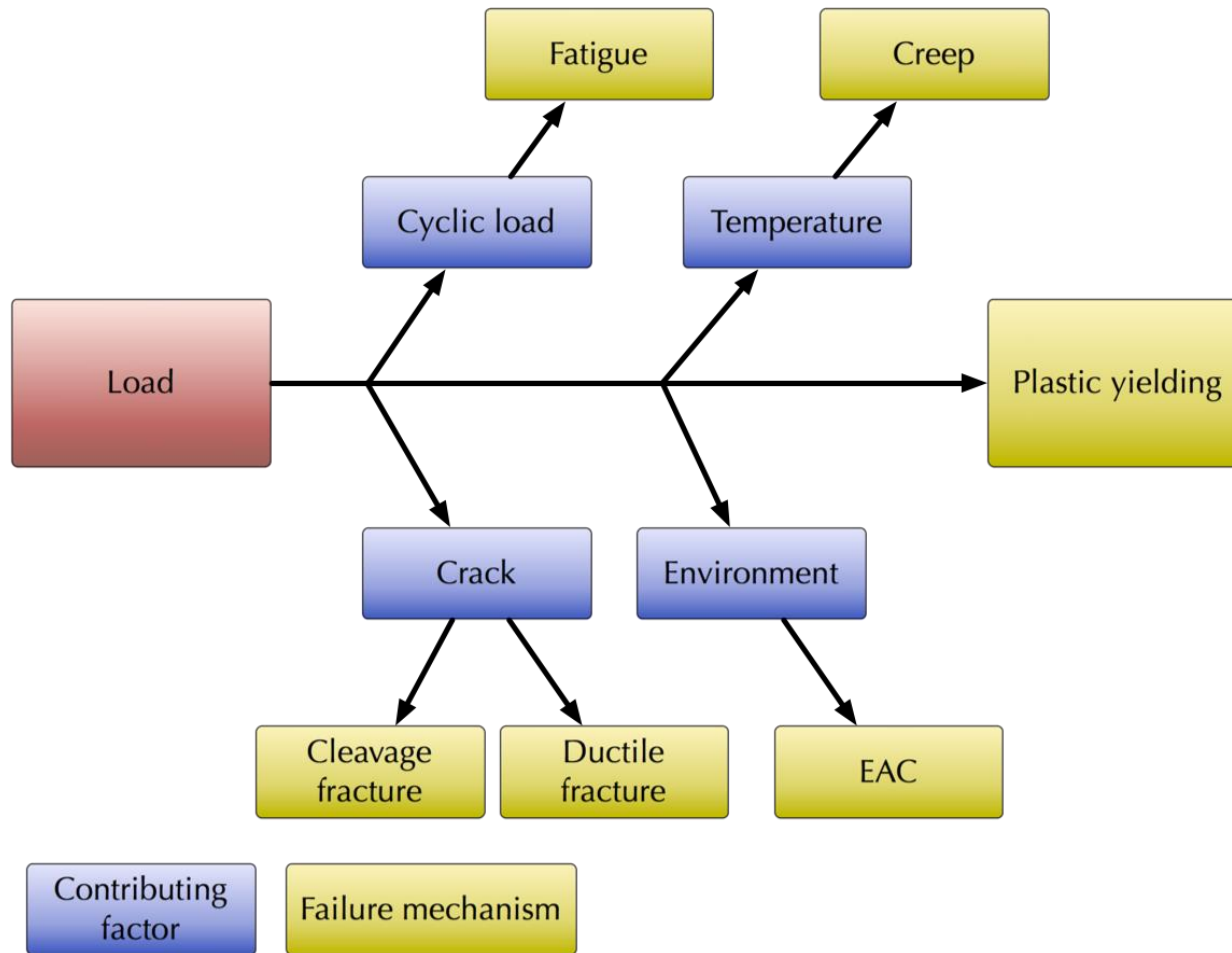 Fatigue
Creep
Cyclic load
Temperature
Load
Plastic yielding
Crack
Environment
Cleavage
fracture
Ductile
fracture
EAC
Contributing
factor
Failure mechanism